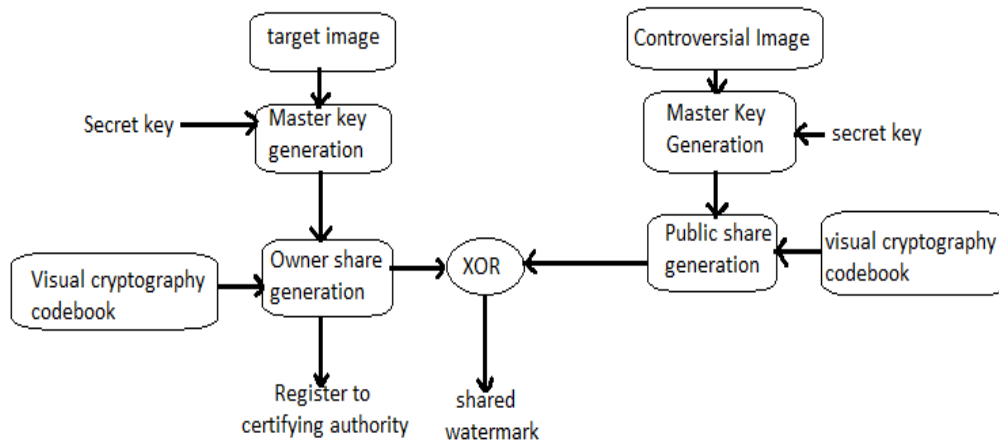 target image
Controversial Image
Secret key
Master key
generation
Master Key
Generation
secret key
Visual cryptography
codebook
Owner share
generation
XOR
Public share
generation
visual cryptography
codebook
Register to
certifying authority
shared
watermark